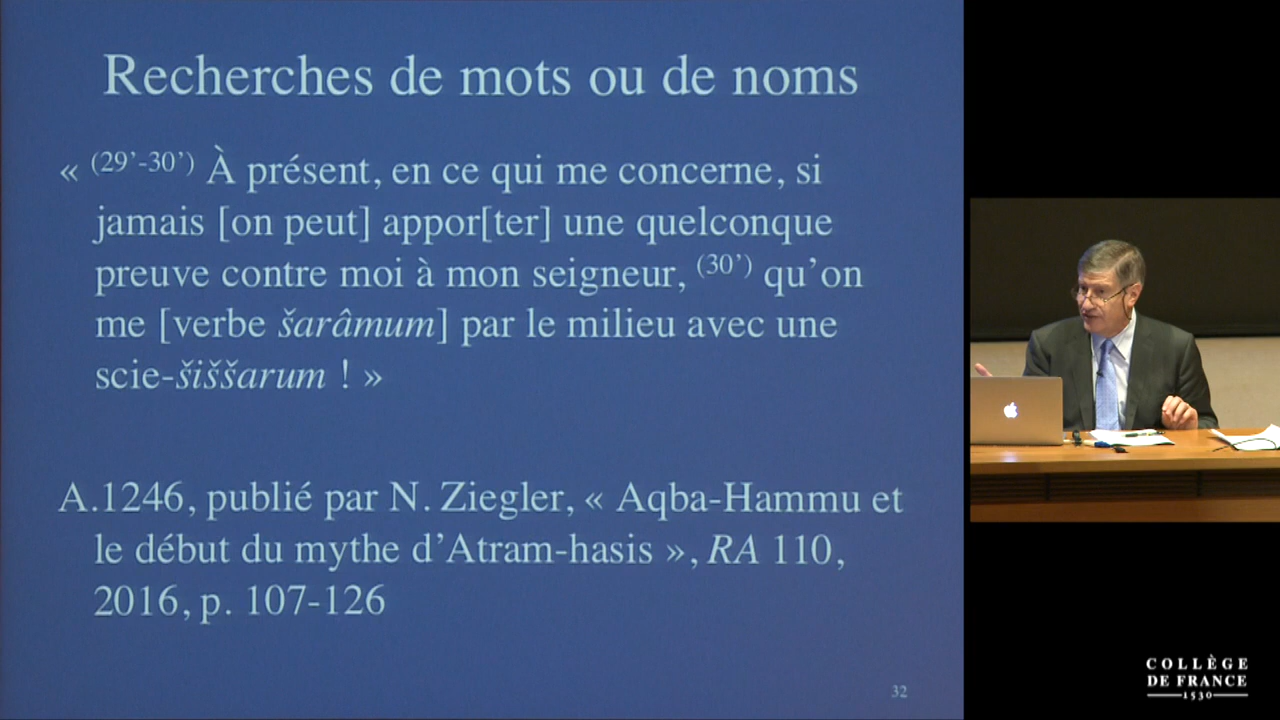 Recherches de mots ou de noms
« (29’-30’) À présent, en ce qui me concerne, si
jamais [on peut] appor[ter] une quelconque
preuve contre moi à mon seigneur, (30’) qu’on
me [verbe šarâmum] par le milieu avec une
scie-šiššarum ! »
A.1246, publié par N. Ziegler, « Aqba-Hammu et
le début du mythe d’Atram-hasis », RA 110,
2016, p. 107-126
32
COLLÈGE
DE FRANCE
1530